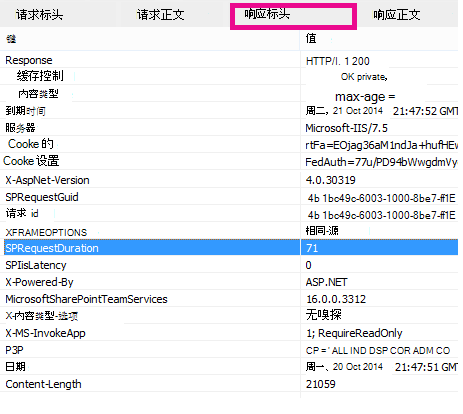 请求标头 请求正文 响应标头 响应正文
键 值
Response HTTP/I. 1 200
缓存控制 OK private,
内容类型 max-age =
到期时间 周二，21 Oct 2014 21:47:52 GMT
服务器 Microsoft-IIS/7.5
Cooke 的 rtFa=EOjag36aM1ndJa+hufHEw
Cooke 设置 FedAuth=77u/PD94bWwgdmVy
X-AspNet-Version 4.0.30319
SPRequestGuid 4b 1bc49c-6003-1000-8be7-ff1E
请求 id 4b 1bc49c-6003-1000-8be7-ff1E
XFRAMEOPTIONS 相同-源
SPRequestDuration 71
SPIisLatency 0
X-Powered-By ASP.NET
MicrosoftSharePointTeamServices 16.0.0.3312
X-内容类型-选项 无嗅探
X-MS-InvokeApp 1; RequireReadOnly
P3P CP = ' ALL IND DSP COR ADM CO
日期 周一、20 Oct 2014 21:47:51 GMT
Content-Length 21059